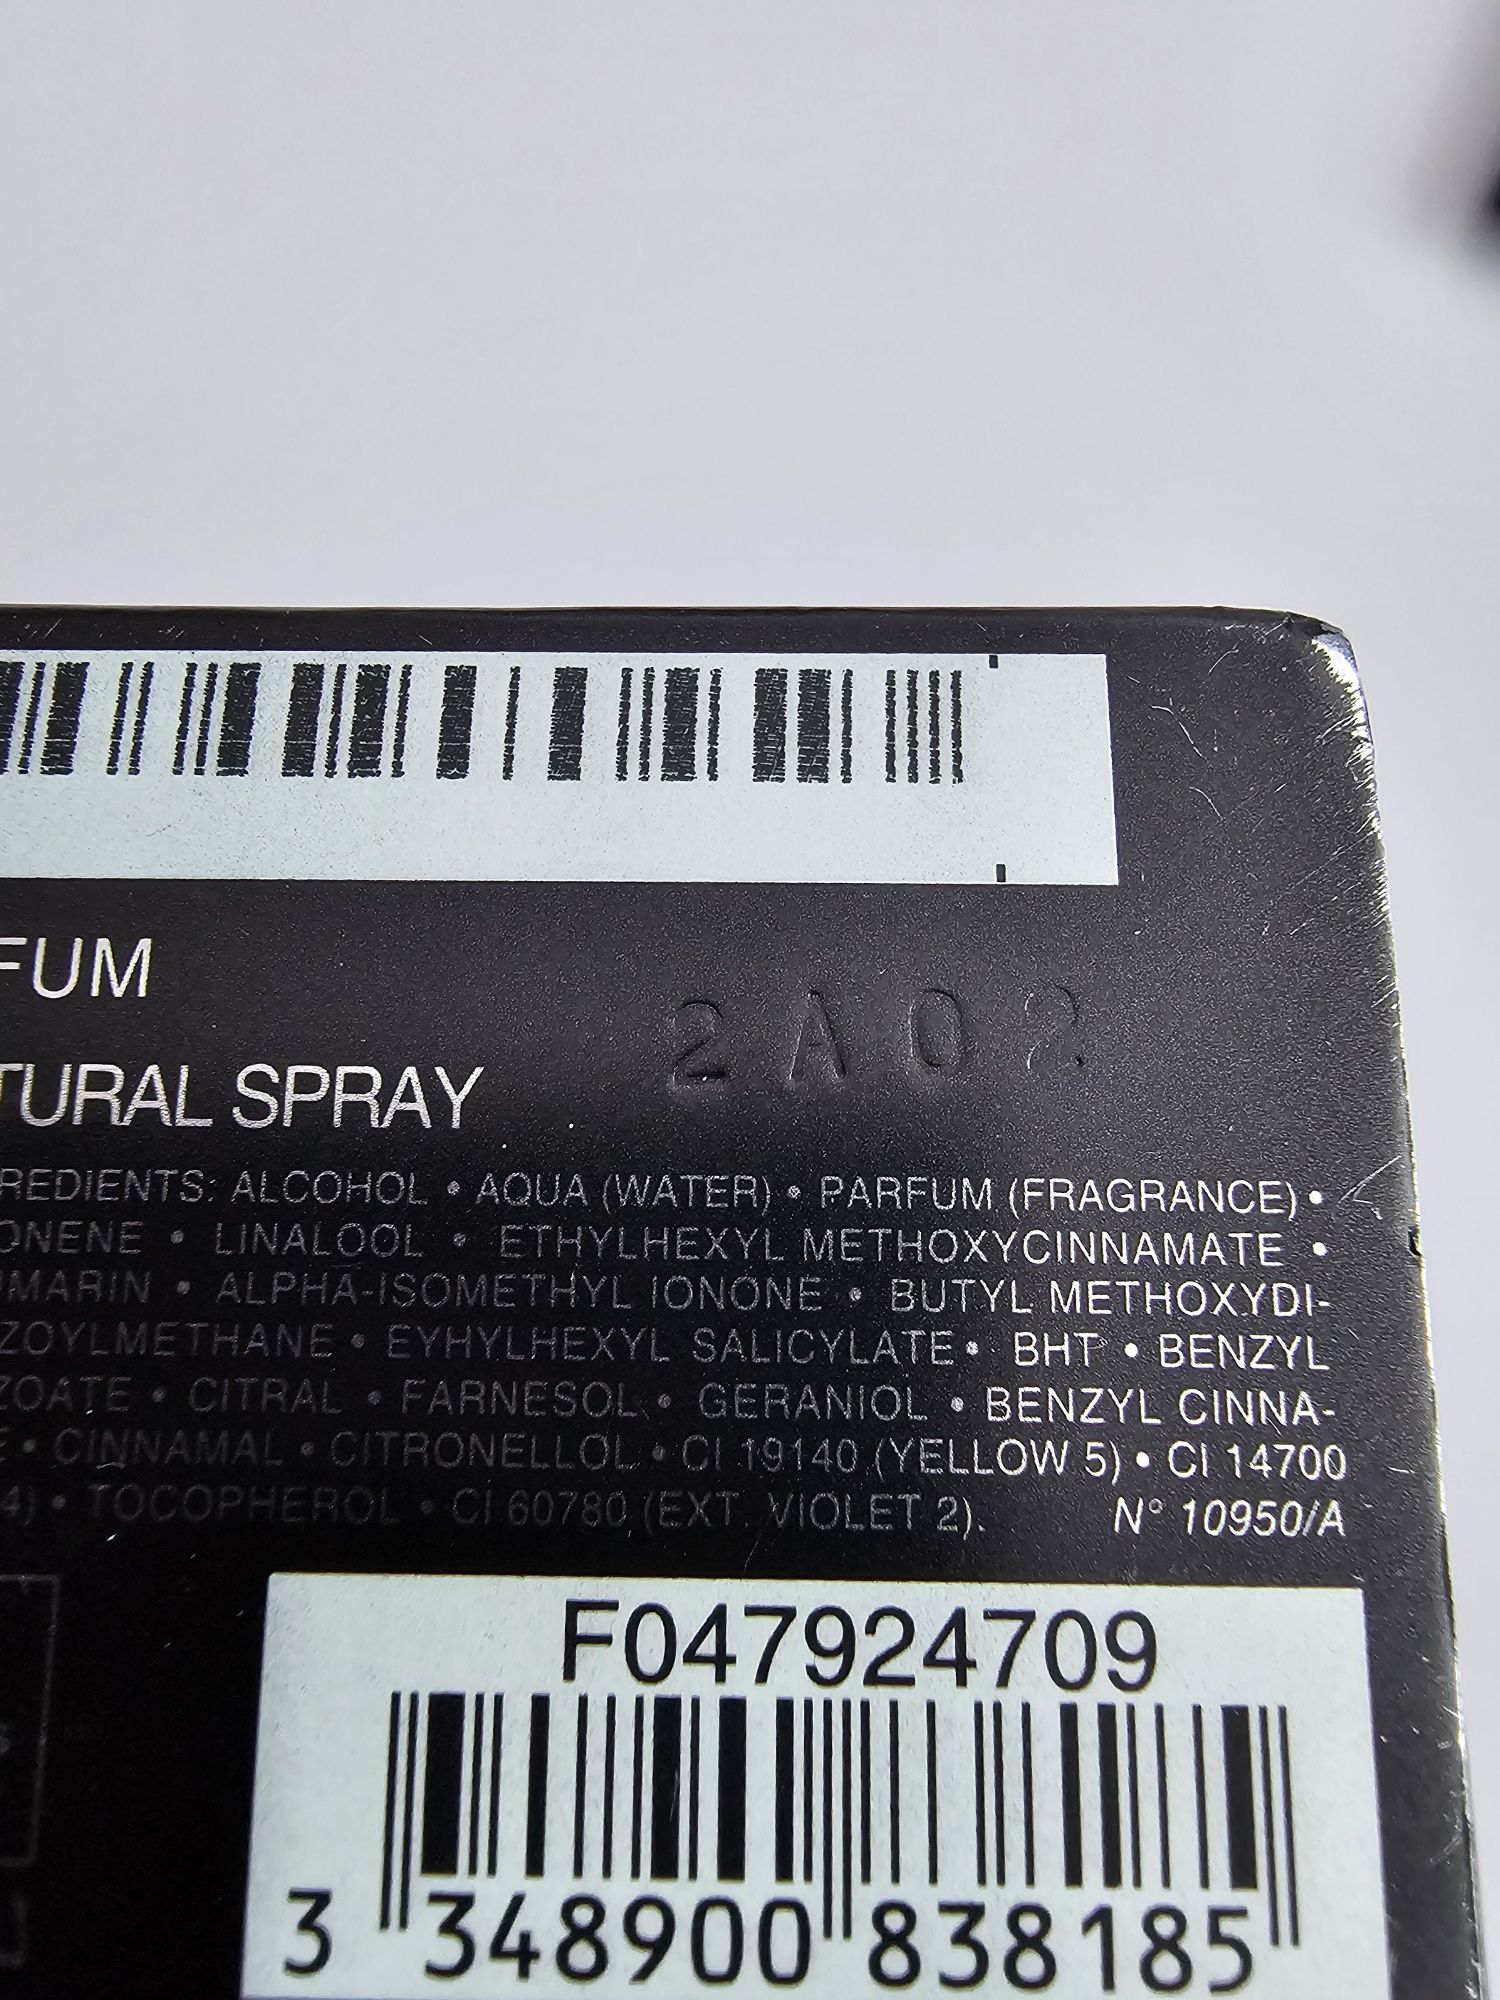 FUM
2A02
TURAL SPRAY
REDIENTS: ALCOHOL • AQUA (WATER) • PARFUM (FRAGRANCE) •
ONENE • LINALOOL • ETHYLHEXYL METHOXYCINNAMATE •
UMARIN • ALPHA-ISOMETHYL IONONE • BUTYL METHOXYDI-
ZOYLMETHANE • EYHYLHEXYL SALICYLATE • BHT • BENZYL
ZOATE • CITRAL • FARNESOL • GERANIOL • BENZYL CINNA-
E • CINNAMAL • CITRONELLOL • CI 19140 (YELLOW 5) • CI 14700
4) • TOCOPHEROL • CI 60780 (EXT. VIOLET 2).
N° 10950/A
F047924709
3 348900 838185